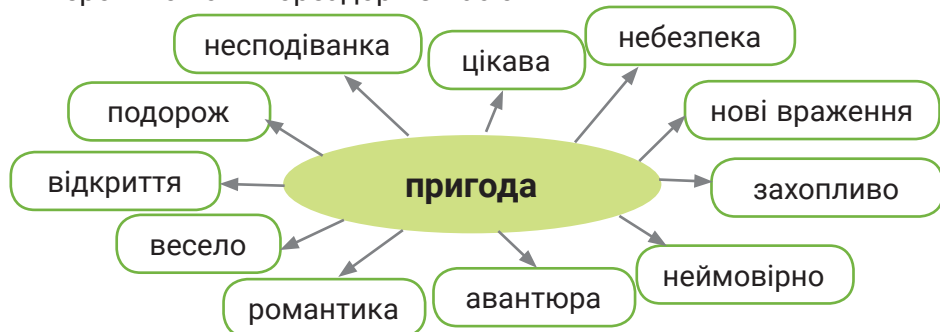 несподіванка
цікава
небезпека
подорож
нові враження
відкриття
пригода
захопливо
весело
неймовірно
романтика
авантюра